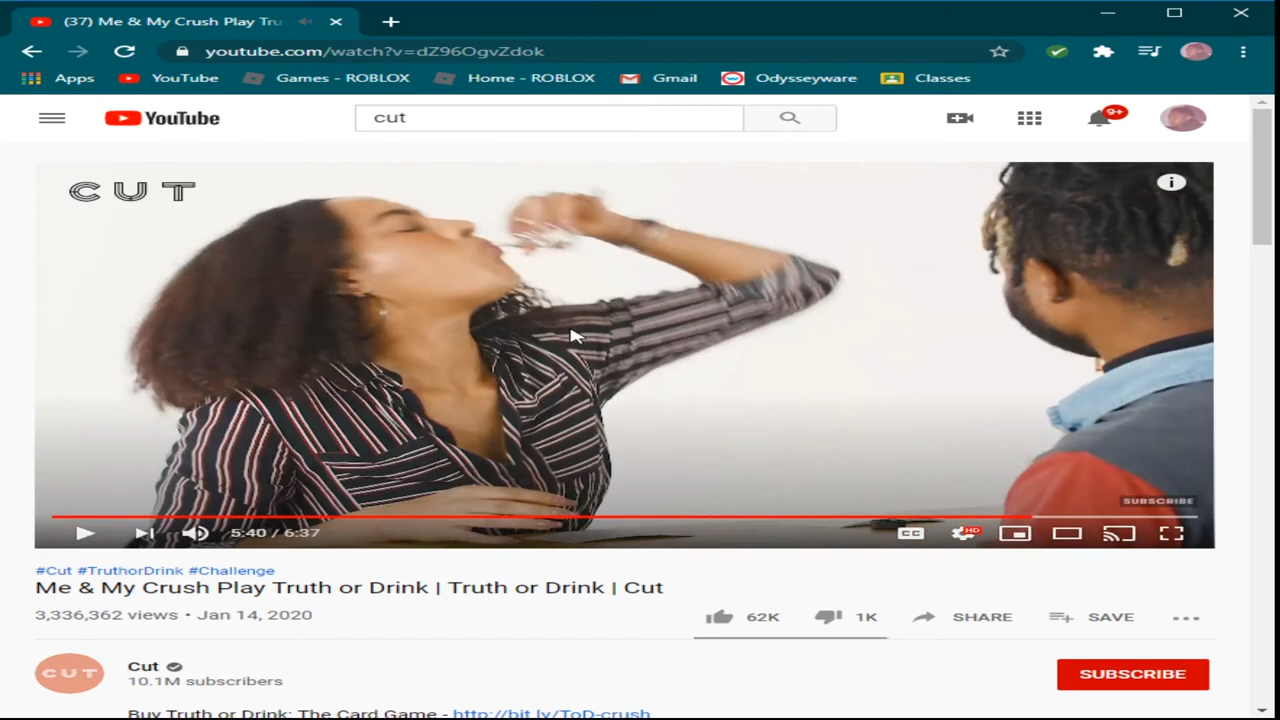 (37) Me & My Crush Play Tru
youtube.com/watch?v=dZ96OgvZdok
Apps YouTube Games - ROBLOX Home - ROBLOX Gmail Odysseyware Classes
YouTube cut 9+
CUT
SUBSCRIBE
5:40 / 6:37 CC HD
#Cut #TruthorDrink #Challenge
Me & My Crush Play Truth or Drink | Truth or Drink | Cut
3,336,362 views • Jan 14, 2020 62K 1K SHARE SAVE
CUT Cut SUBSCRIBE
10.1M subscribers
Buy Truth or Drink: The Card Game - http://bit.ly/ToD-crush